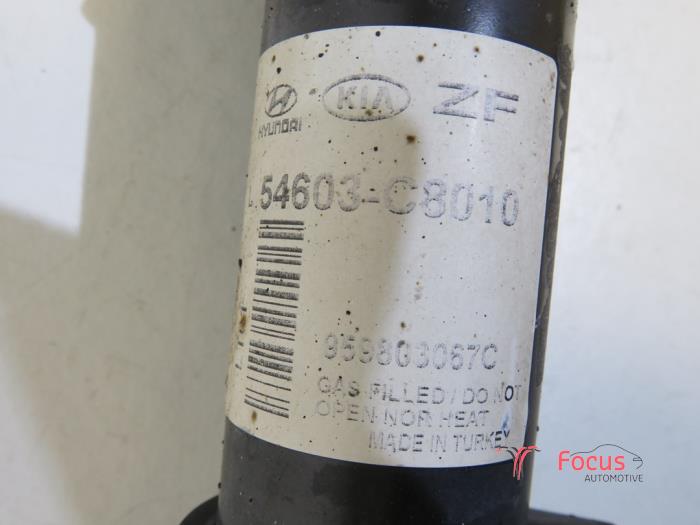 HYUNDAI KIA ZF
54603-C8010
959803067C
GAS FILLED / DO NOT
OPEN NOR HEAT
MADE IN TURKEY
Focus
AUTOMOTIVE